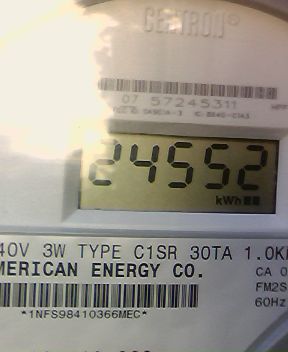 CENTRON®
07 57245311
24552
kWh
40V 3W TYPE C1SR 30TA 1.0K
MERICAN ENERGY CO.
CA 0
FM2S
60Hz
*1NFS98410366MEC*